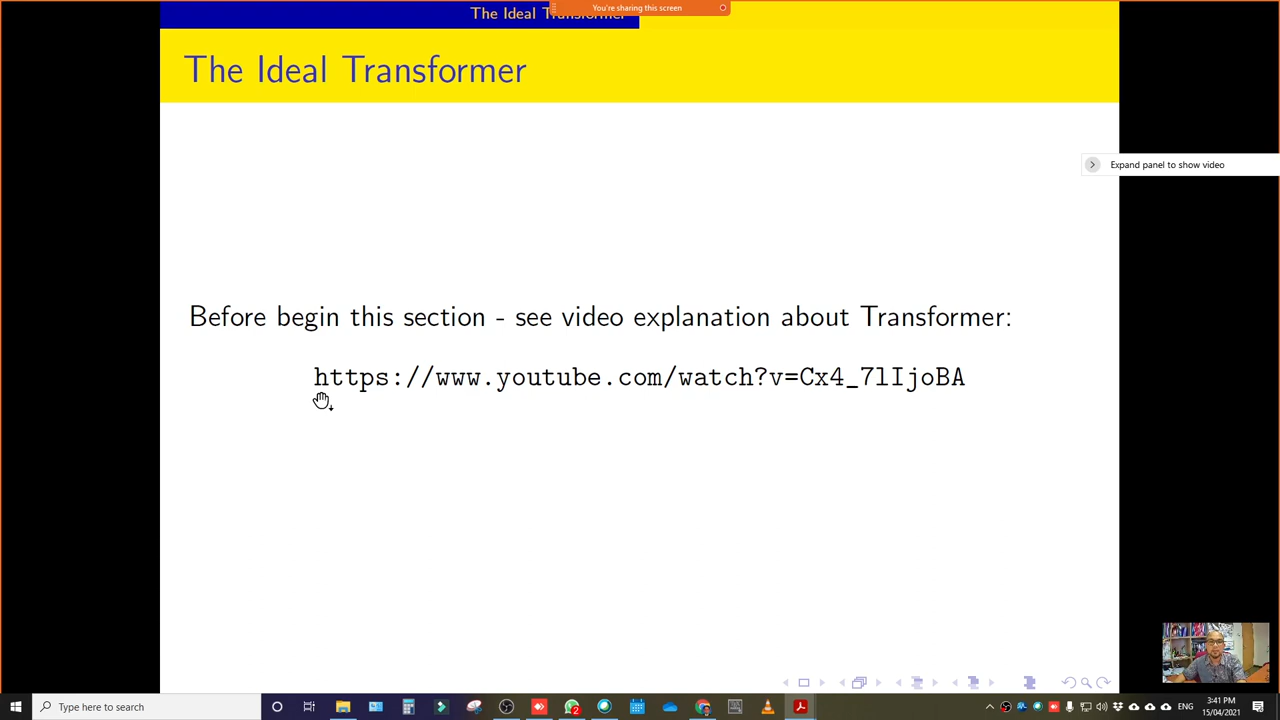 The Ideal Transformer
You're sharing this screen
The Ideal Transformer
Expand panel to show video
Before begin this section - see video explanation about Transformer:
https://www.youtube.com/watch?v=Cx4_7lIjoBA
Type here to search
2
ENG
3:41 PM
15/04/2021